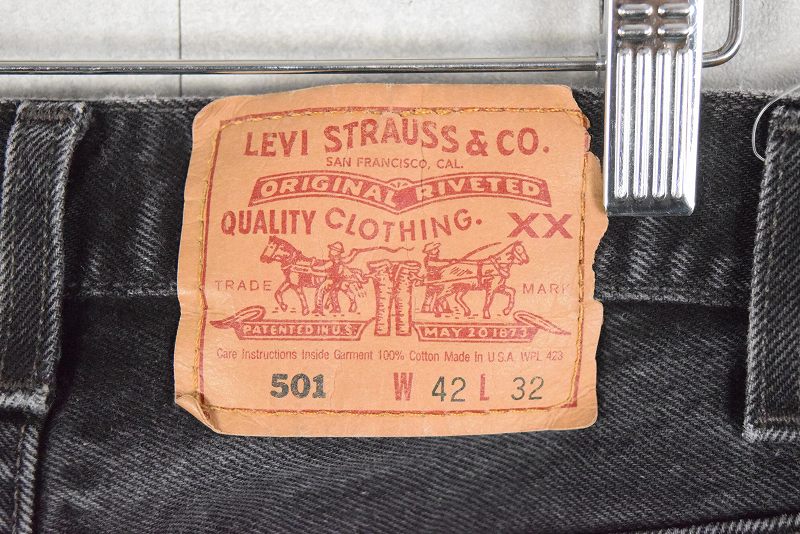 LEVI STRAUSS & CO.
SAN FRANCISCO, CAL.
ORIGINAL RIVETED
QUALITY CLOTHING. XX
TRADE MARK
PATENTED IN U.S. MAY 20 1873
Care Instructions Inside Garment 100% Cotton Made in U.S.A. WPL 423
501 W 42 L 32